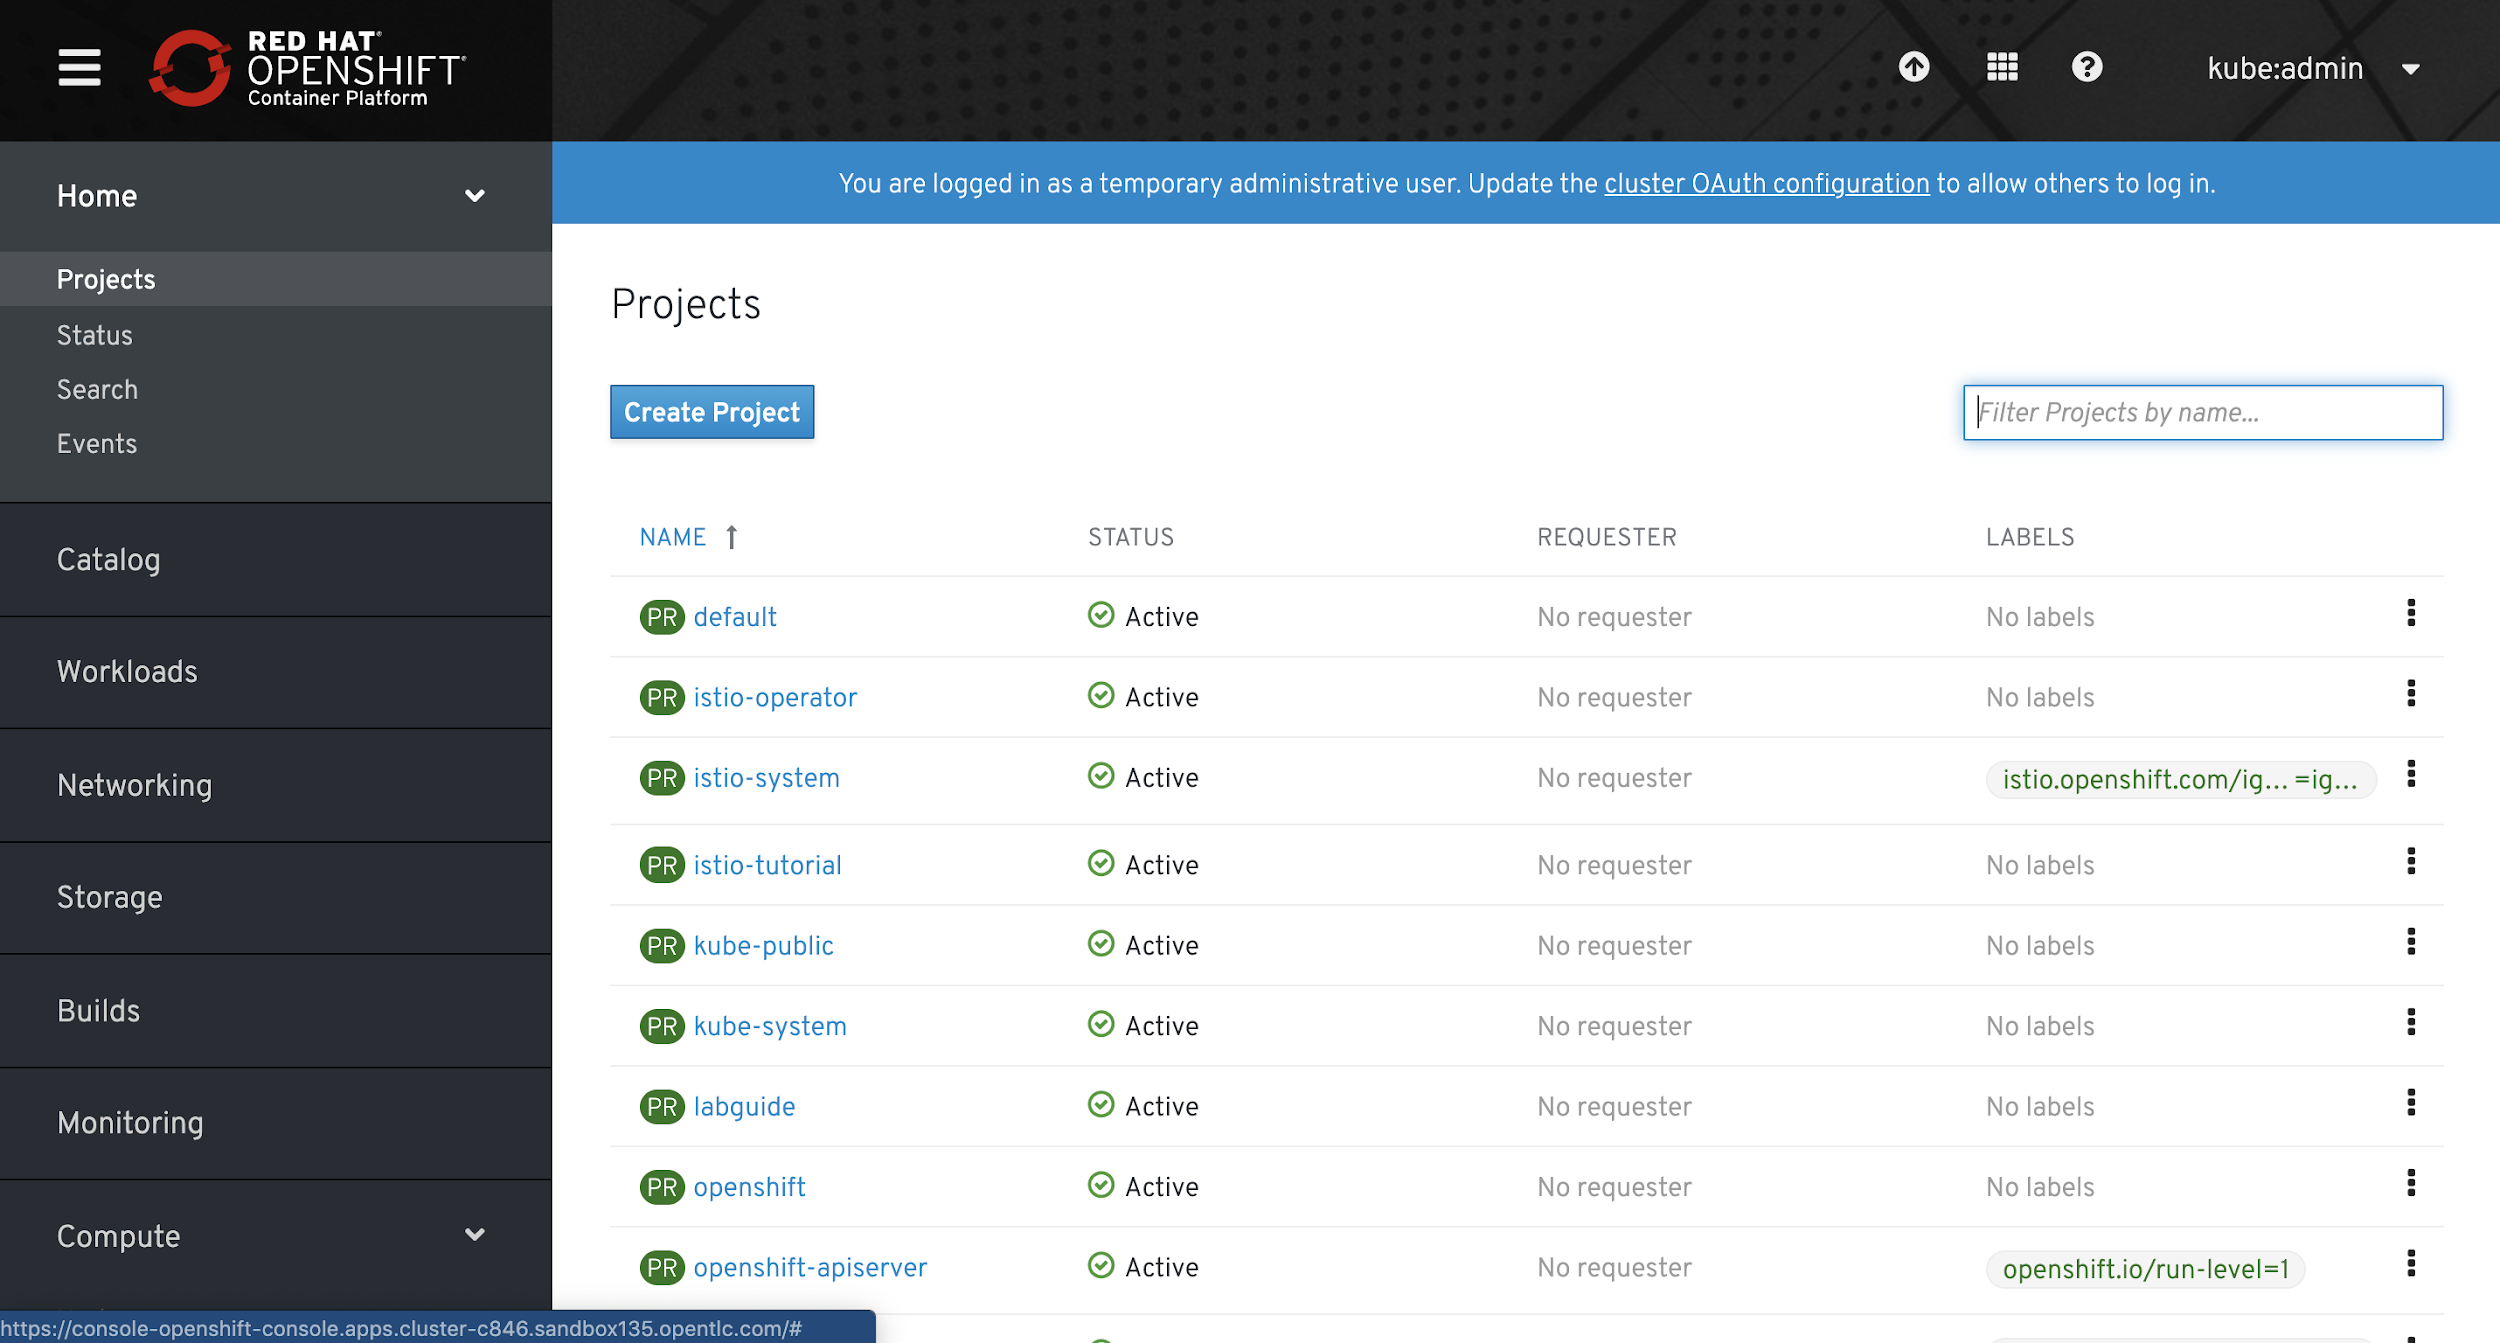 RED HAT®
OPENSHIFT®
Container Platform
kube:admin
Home
Projects
Status
Search
Events
Catalog
Workloads
Networking
Storage
Builds
Monitoring
Compute
You are logged in as a temporary administrative user. Update the cluster OAuth configuration to allow others to log in.
Projects
Create Project
Filter Projects by name...
NAME STATUS REQUESTER LABELS
PR default Active No requester No labels
PR istio-operator Active No requester No labels
PR istio-system Active No requester istio.openshift.com/ig... =ig...
PR istio-tutorial Active No requester No labels
PR kube-public Active No requester No labels
PR kube-system Active No requester No labels
PR labguide Active No requester No labels
PR openshift Active No requester No labels
PR openshift-apiserver Active No requester openshift.io/run-level=1
https://console-openshift-console.apps.cluster-c846.sandbox135.opentlc.com/#